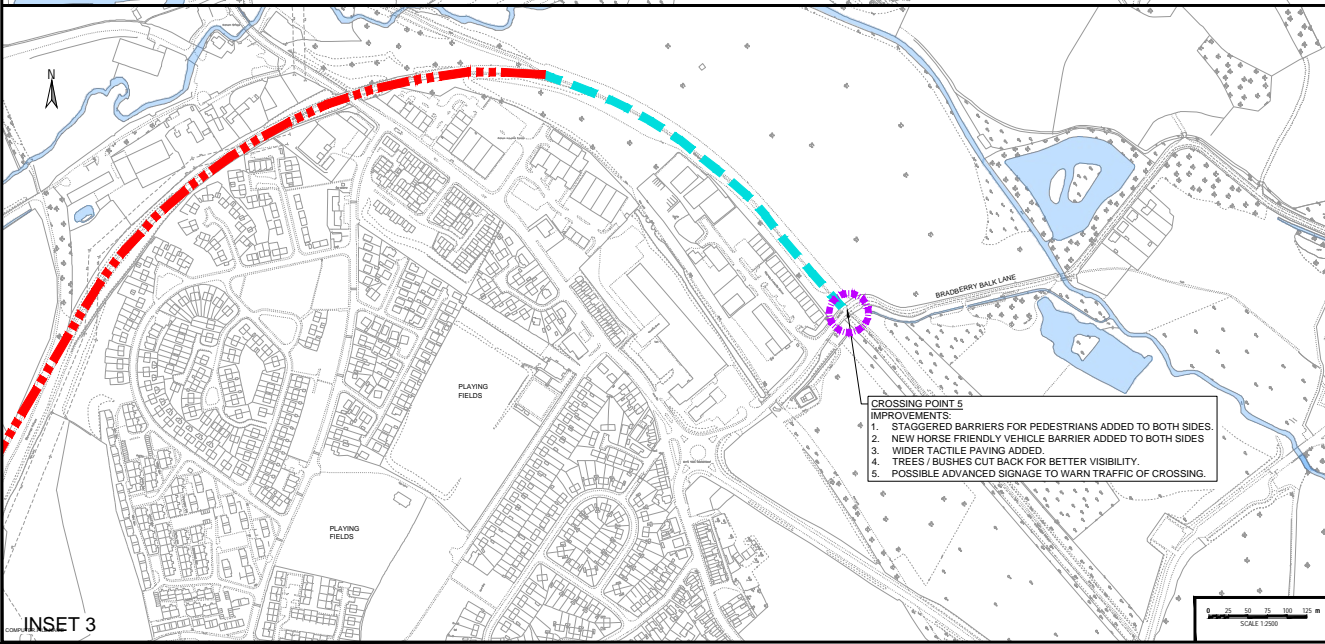 N
BRADBERRY BALK LANE
PLAYING
FIELDS
CROSSING POINT 5
IMPROVEMENTS:
1. STAGGERED BARRIERS FOR PEDESTRIANS ADDED TO BOTH SIDES.
2. NEW HORSE FRIENDLY VEHICLE BARRIER ADDED TO BOTH SIDES
3. WIDER TACTILE PAVING ADDED.
4. TREES / BUSHES CUT BACK FOR BETTER VISIBILITY.
5. POSSIBLE ADVANCED SIGNAGE TO WARN TRAFFIC OF CROSSING.
PLAYING
FIELDS
INSET 3
0 25 50 75 100 125 m
SCALE 1:2500